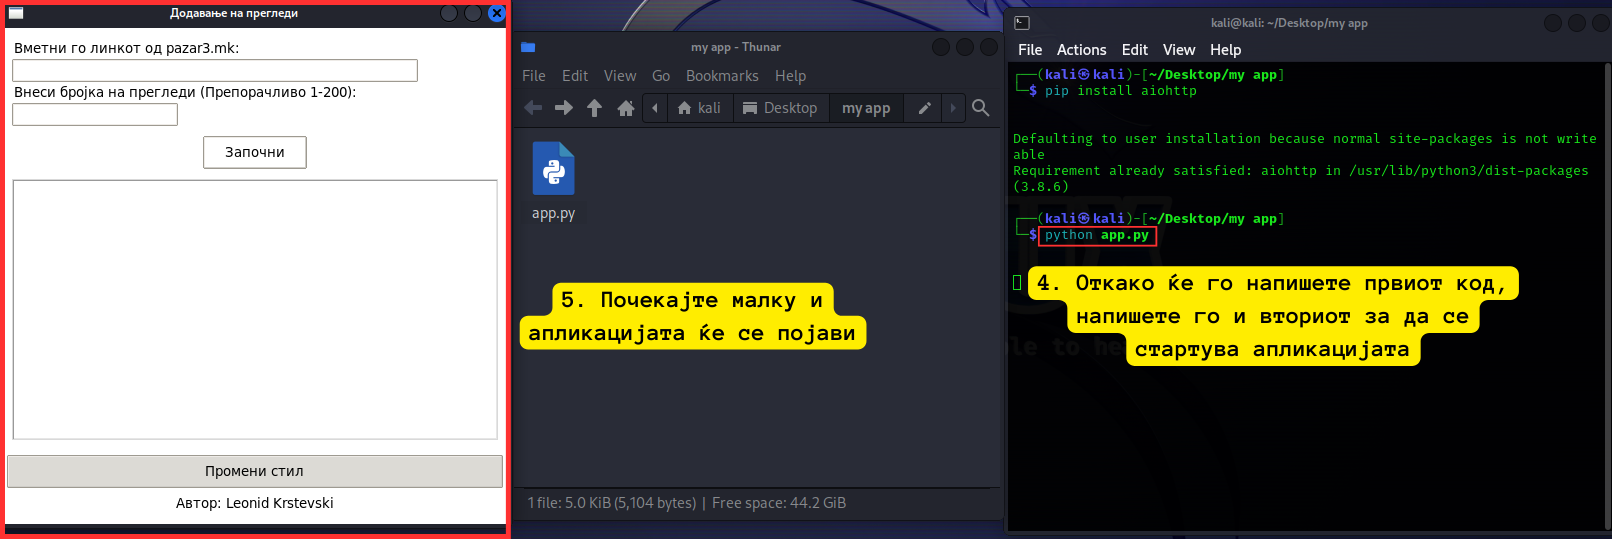 Додавање на прегледи
Вметни го линкот од pazar3.mk:
Внеси бројка на прегледи (Препорачливо 1-200):
Започни
Промени стил
Автор: Leonid Krstevski
my app - Thunar
File Edit View Go Bookmarks Help
kali Desktop my app
app.py
5. Почекајте малку и
апликацијата ќе се појави
1 file: 5.0 KiB (5,104 bytes) | Free space: 44.2 GiB
kali@kali: ~/Desktop/my app
File Actions Edit View Help
┌──(kali㉿kali)-[~/Desktop/my app]
└─$ pip install aiohttp
Defaulting to user installation because normal site-packages is not write
able
Requirement already satisfied: aiohttp in /usr/lib/python3/dist-packages
(3.8.6)
┌──(kali㉿kali)-[~/Desktop/my app]
└─$ python app.py
4. Откако ќе го напишете првиот код,
напишете го и вториот за да се
стартува апликацијата